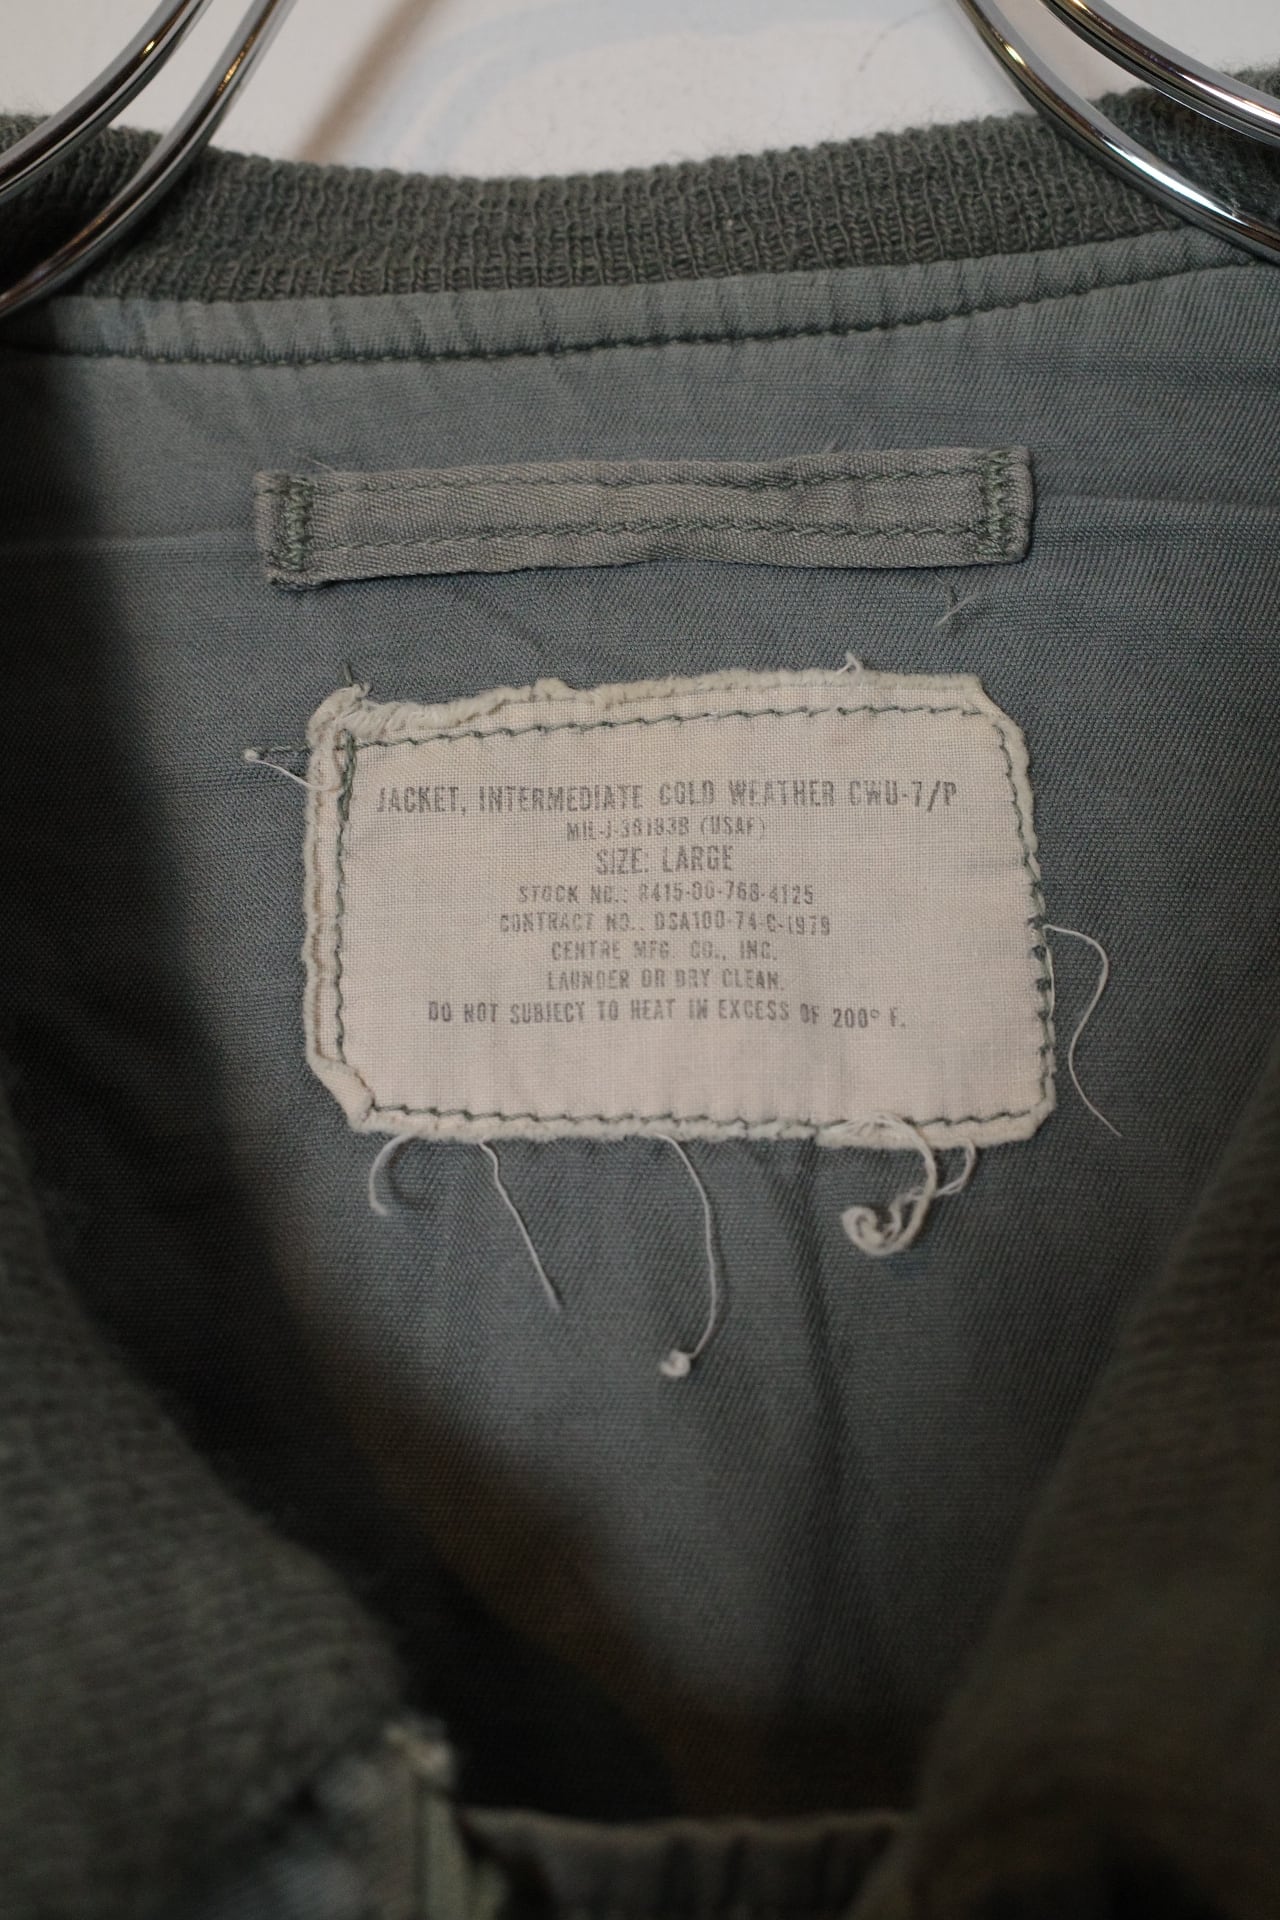 JACKET, INTERMEDIATE COLD WEATHER CWU-7/P
MIL-J-38183B (USAF)
SIZE: LARGE
STOCK NO.: 8415-00-768-4125
CONTRACT NO.. DSA100-74-C-1979
CENTRE MFG. CO., INC.
LAUNDER OR DRY CLEAN.
DO NOT SUBJECT TO HEAT IN EXCESS OF 200° F.